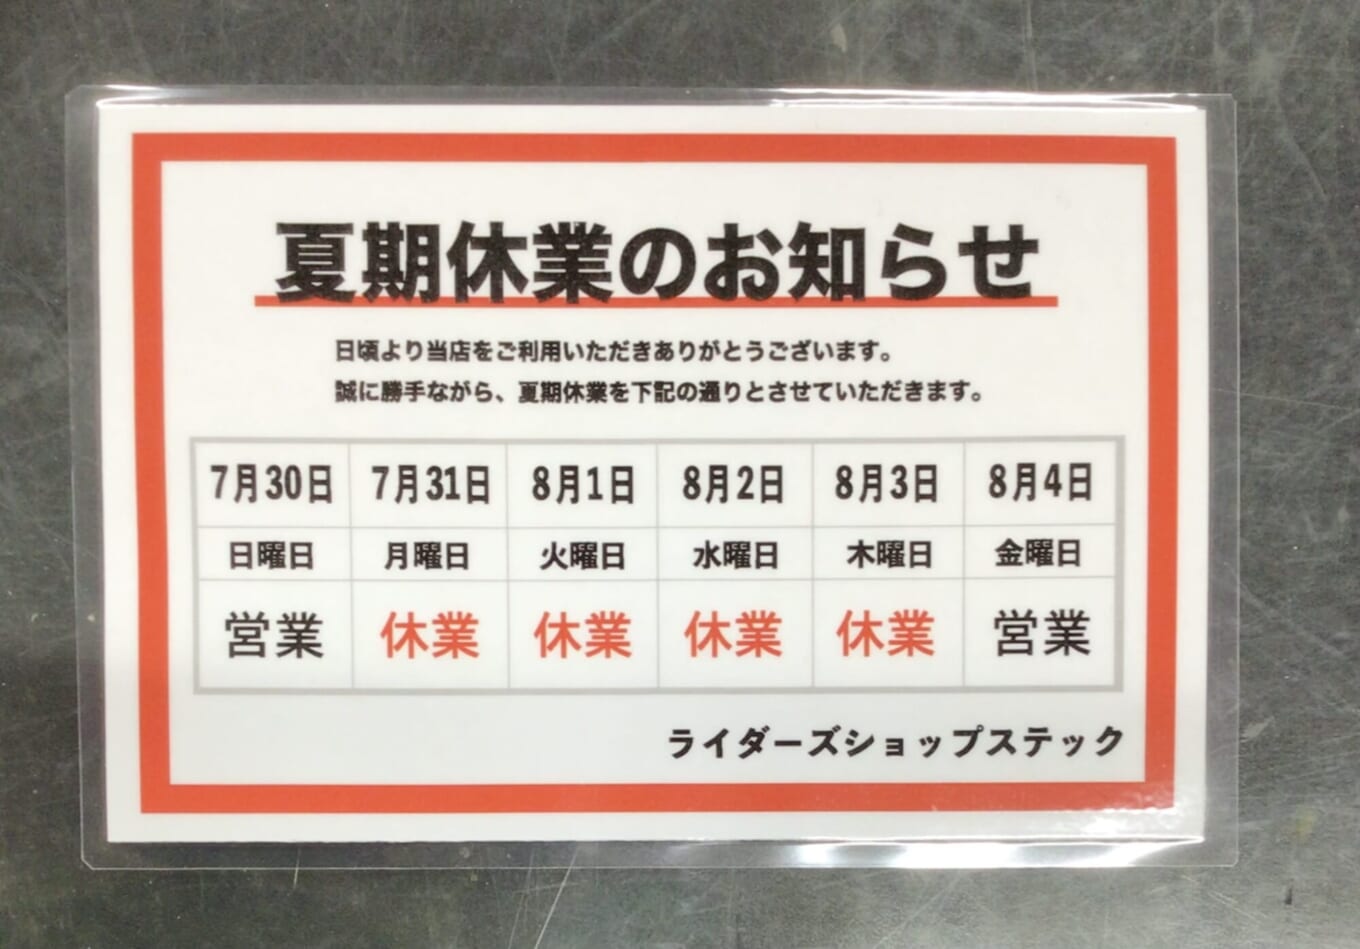 夏期休業のお知らせ
日頃より当店をご利用いただきありがとうございます。
誠に勝手ながら、夏期休業を下記の通りとさせていただきます。
7月30日 7月31日 8月1日 8月2日 8月3日 8月4日
日曜日 月曜日 火曜日 水曜日 木曜日 金曜日
営業 休業 休業 休業 休業 営業
ライダーズショップステック